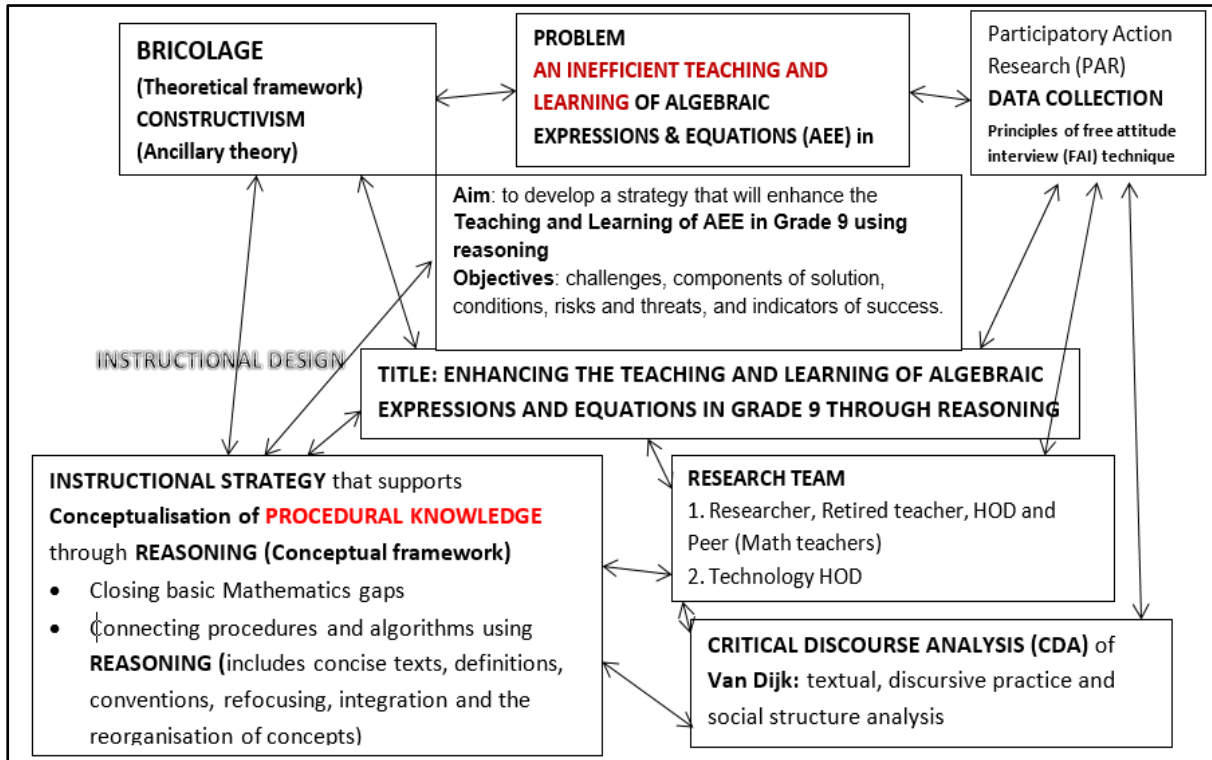 BRICOLAGE
(Theoretical framework)
CONSTRUCTIVISM
(Ancillary theory)
PROBLEM
AN INEFFICIENT TEACHING AND
LEARNING OF ALGEBRAIC
EXPRESSIONS & EQUATIONS (AEE) in
Participatory Action
Research (PAR)
DATA COLLECTION
Principles of free attitude
interview (FAI) technique
Aim: to develop a strategy that will enhance the
Teaching and Learning of AEE in Grade 9 using
reasoning
Objectives: challenges, components of solution,
conditions, risks and threats, and indicators of success.
INSTRUCTIONAL DESIGN
TITLE: ENHANCING THE TEACHING AND LEARNING OF ALGEBRAIC
EXPRESSIONS AND EQUATIONS IN GRADE 9 THROUGH REASONING
INSTRUCTIONAL STRATEGY that supports
Conceptualisation of PROCEDURAL KNOWLEDGE
through REASONING (Conceptual framework)
• Closing basic Mathematics gaps
• Connecting procedures and algorithms using
REASONING (includes concise texts, definitions,
conventions, refocusing, integration and the
reorganisation of concepts)
RESEARCH TEAM
1. Researcher, Retired teacher, HOD and
Peer (Math teachers)
2. Technology HOD
CRITICAL DISCOURSE ANALYSIS (CDA) of
Van Dijk: textual, discursive practice and
social structure analysis